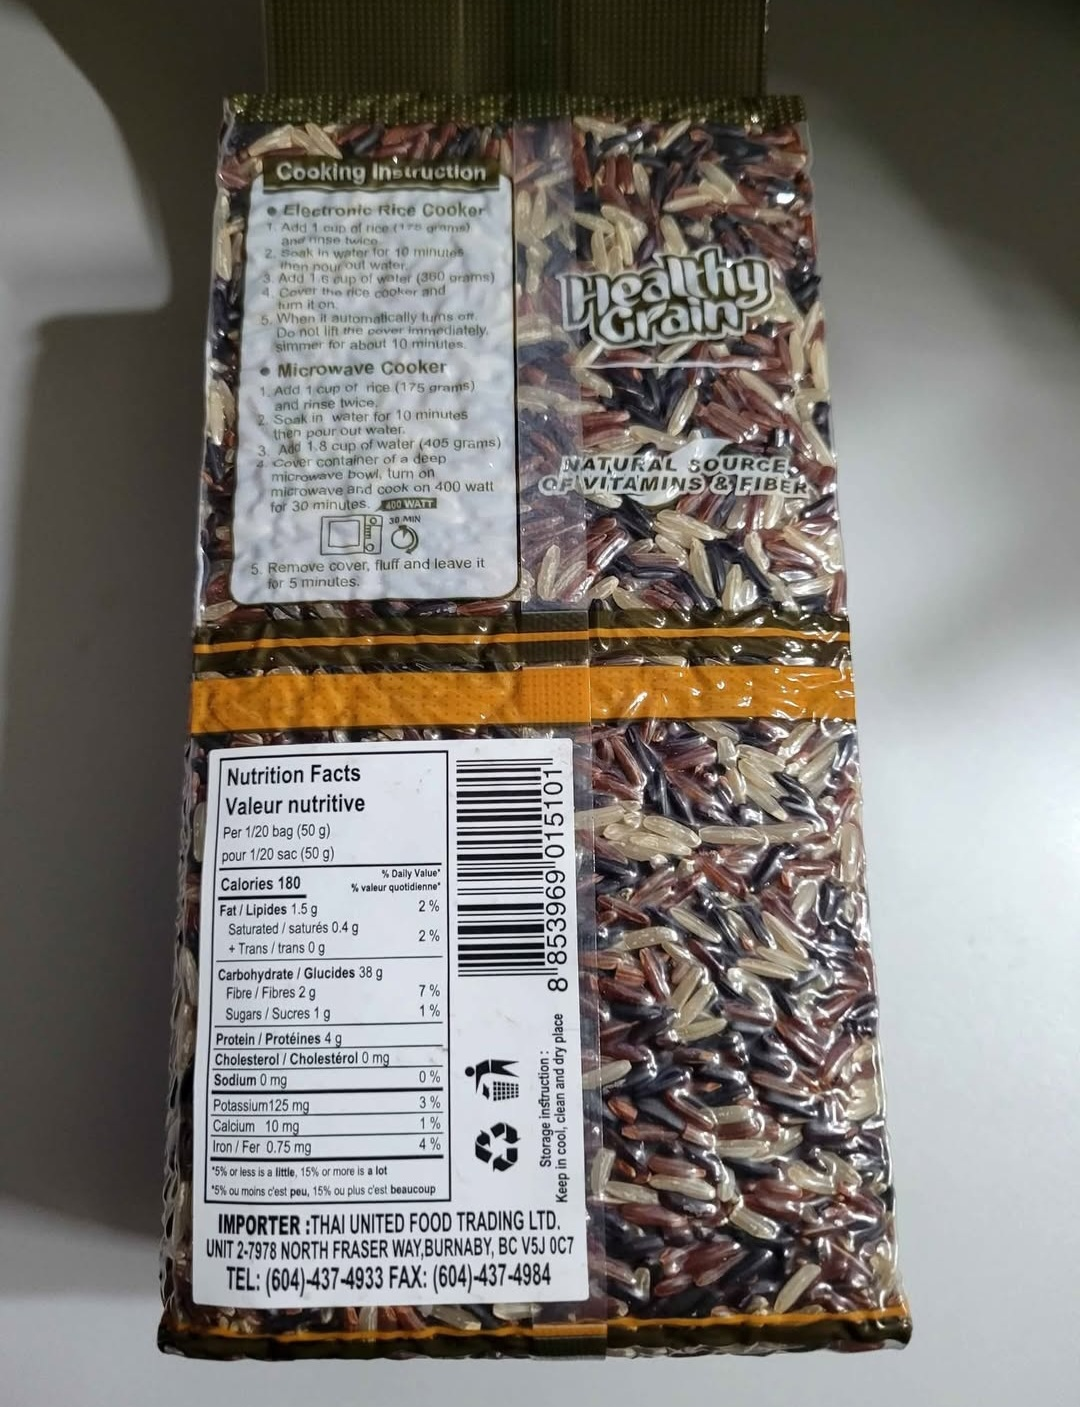 Cooking Instruction
• Electronic Rice Cooker
1. Add 1 cup of rice (175 grams)
and rinse twice.
2. Soak in water for 10 minutes
then pour out water.
3. Add 1.6 cup of water (360 grams)
4. Cover the rice cooker and
turn it on.
5. When it automatically turns off.
Do not lift the cover immediately,
simmer for about 10 minutes.
• Microwave Cooker
1. Add 1 cup of rice (175 grams)
and rinse twice.
2. Soak in water for 10 minutes
then pour out water.
3. Add 1.8 cup of water (405 grams)
4. Cover container of a deep
microwave bowl, turn on
microwave and cook on 400 watt
for 30 minutes.
400 WATT
30 MIN
5. Remove cover, fluff and leave it
for 5 minutes.
Healthy
Grain
NATURAL SOURCE
OF VITAMINS & FIBER
Nutrition Facts
Valeur nutritive
Per 1/20 bag (50 g)
pour 1/20 sac (50 g)
% Daily Value*
Calories 180 % valeur quotidienne*
Fat / Lipides 1.5 g 2 %
Saturated / saturés 0.4 g
+ Trans / trans 0 g 2 %
Carbohydrate / Glucides 38 g
Fibre / Fibres 2 g 7 %
Sugars / Sucres 1 g 1 %
Protein / Protéines 4 g
Cholesterol / Cholestérol 0 mg
Sodium 0 mg 0 %
Potassium125 mg 3 %
Calcium 10 mg 1 %
Iron / Fer 0.75 mg 4 %
*5% or less is a little, 15% or more is a lot
*5% ou moins c'est peu, 15% ou plus c'est beaucoup
8 853969 015101
Storage instruction :
Keep in cool, clean and dry place
IMPORTER :THAI UNITED FOOD TRADING LTD.
UNIT 2-7978 NORTH FRASER WAY,BURNABY, BC V5J 0C7
TEL: (604)-437-4933 FAX: (604)-437-4984